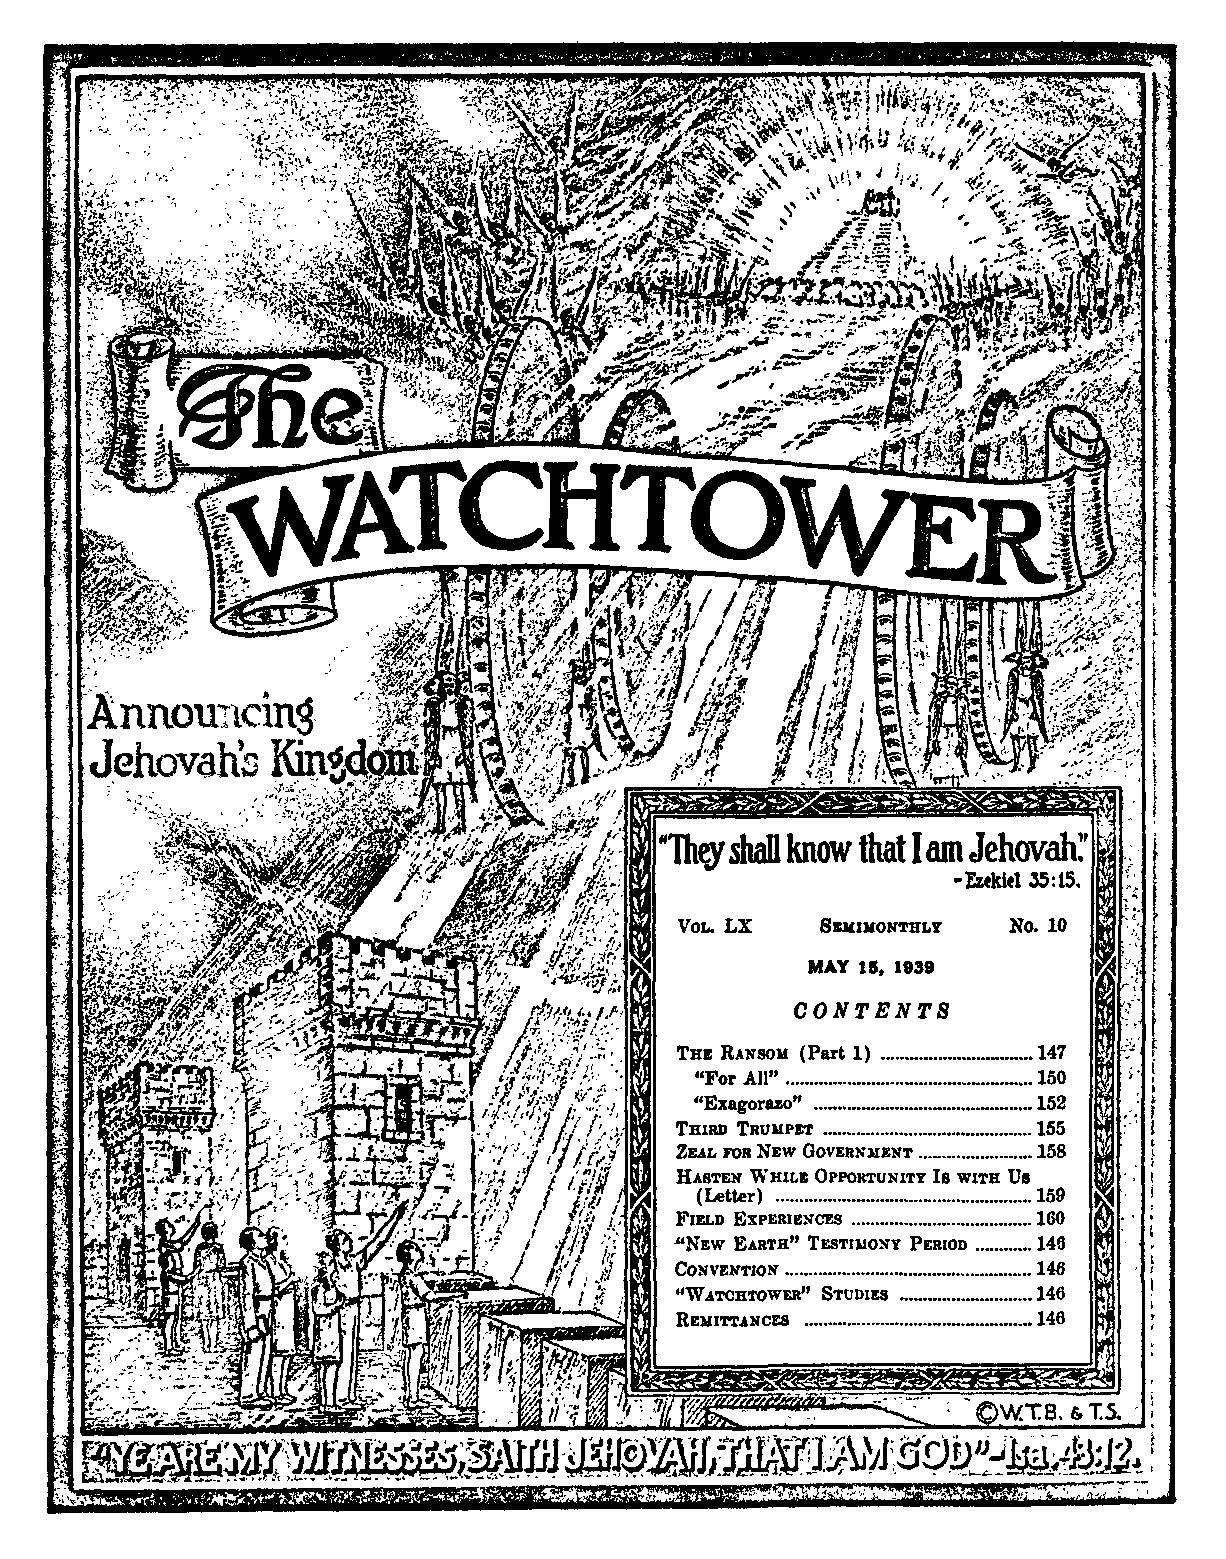 The
WATCHTOWER
Announcing
Jehovah's Kingdom
"They shall know that I am Jehovah."
- Ezekiel 35:15.
VOL. LX SEMIMONTHLY No. 10
MAY 15, 1939
CONTENTS
THE RANSOM (Part 1) 147
"For All" 150
"Exagorazo" 152
THIRD TRUMPET 155
ZEAL FOR NEW GOVERNMENT 158
HASTEN WHILE OPPORTUNITY IS WITH US
(Letter) 159
FIELD EXPERIENCES 160
"NEW EARTH" TESTIMONY PERIOD 146
CONVENTION 146
"WATCHTOWER" STUDIES 146
REMITTANCES 146
©W.T.B. & T.S.
"YE ARE MY WITNESSES, SAITH JEHOVAH, THAT I AM GOD"-Isa. 43:12.